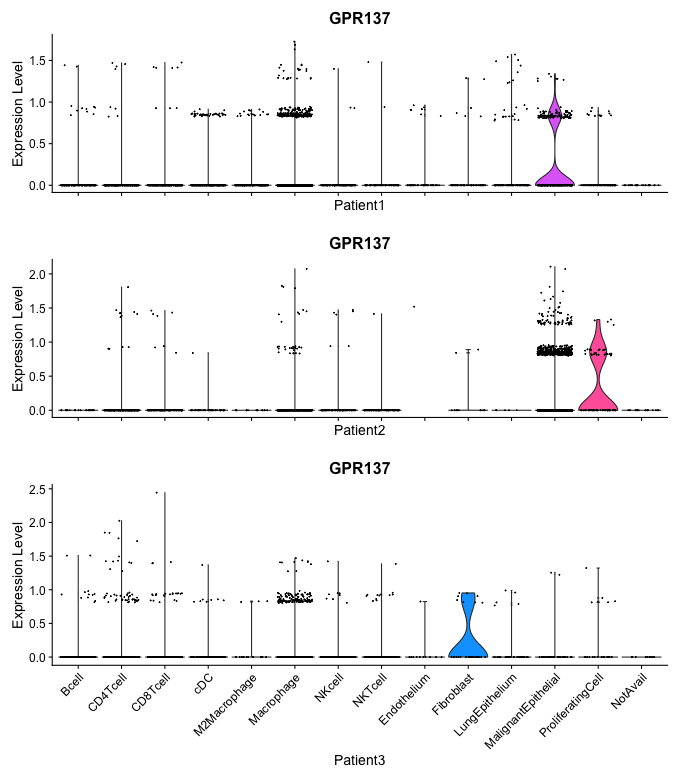 GPR137
Expression Level
1.5
1.0
0.5
0.0
Patient1
GPR137
Expression Level
2.0
1.5
1.0
0.5
0.0
Patient2
GPR137
Expression Level
2.5
2.0
1.5
1.0
0.5
0.0
Bcell
CD4Tcell
CD8Tcell
cDC
M2Macrophage
Macrophage
NKcell
NKTcell
Endothelium
Fibroblast
LungEpithelium
MalignantEpithelial
ProliferatingCell
NotAvail
Patient3